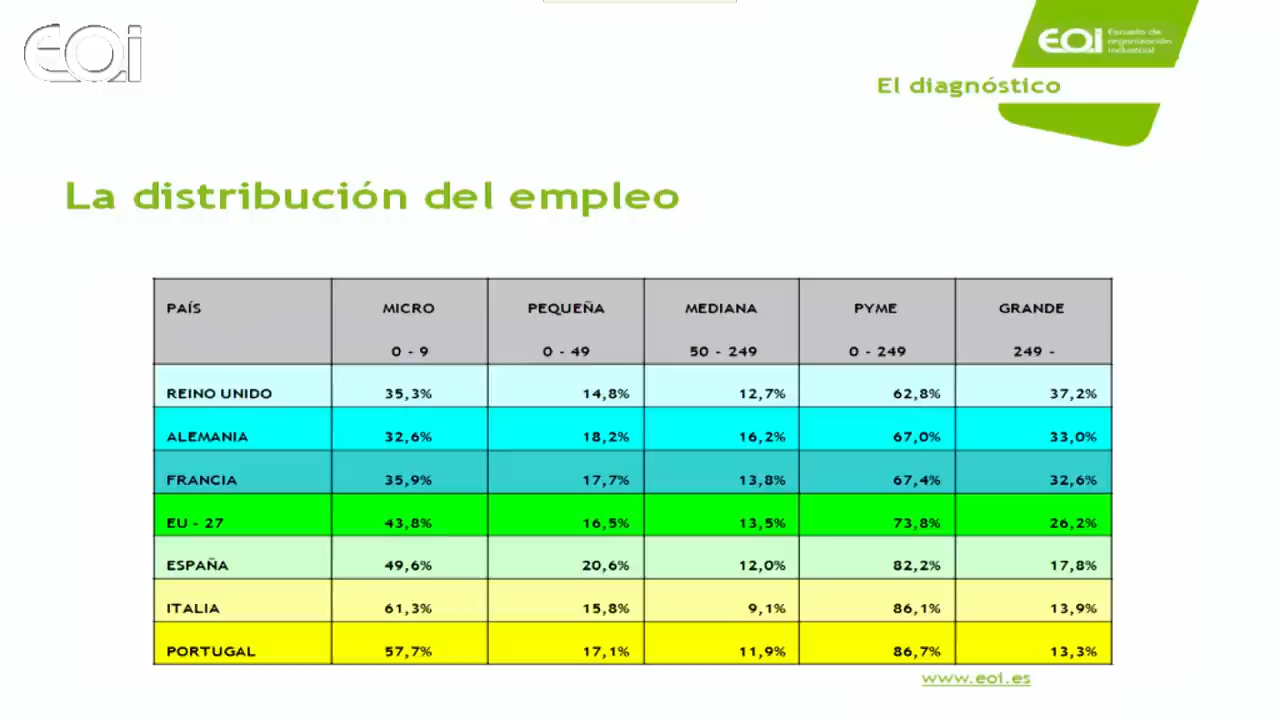 EOI
EOI Escuela de
organización
industrial
El diagnóstico
La distribución del empleo
PAÍS MICRO PEQUEÑA MEDIANA PYME GRANDE
0 - 9 0 - 49 50 - 249 0 - 249 249 -
REINO UNIDO 35,3% 14,8% 12,7% 62,8% 37,2%
ALEMANIA 32,6% 18,2% 16,2% 67,0% 33,0%
FRANCIA 35,9% 17,7% 13,8% 67,4% 32,6%
EU - 27 43,8% 16,5% 13,5% 73,8% 26,2%
ESPAÑA 49,6% 20,6% 12,0% 82,2% 17,8%
ITALIA 61,3% 15,8% 9,1% 86,1% 13,9%
PORTUGAL 57,7% 17,1% 11,9% 86,7% 13,3%
www.eoi.es